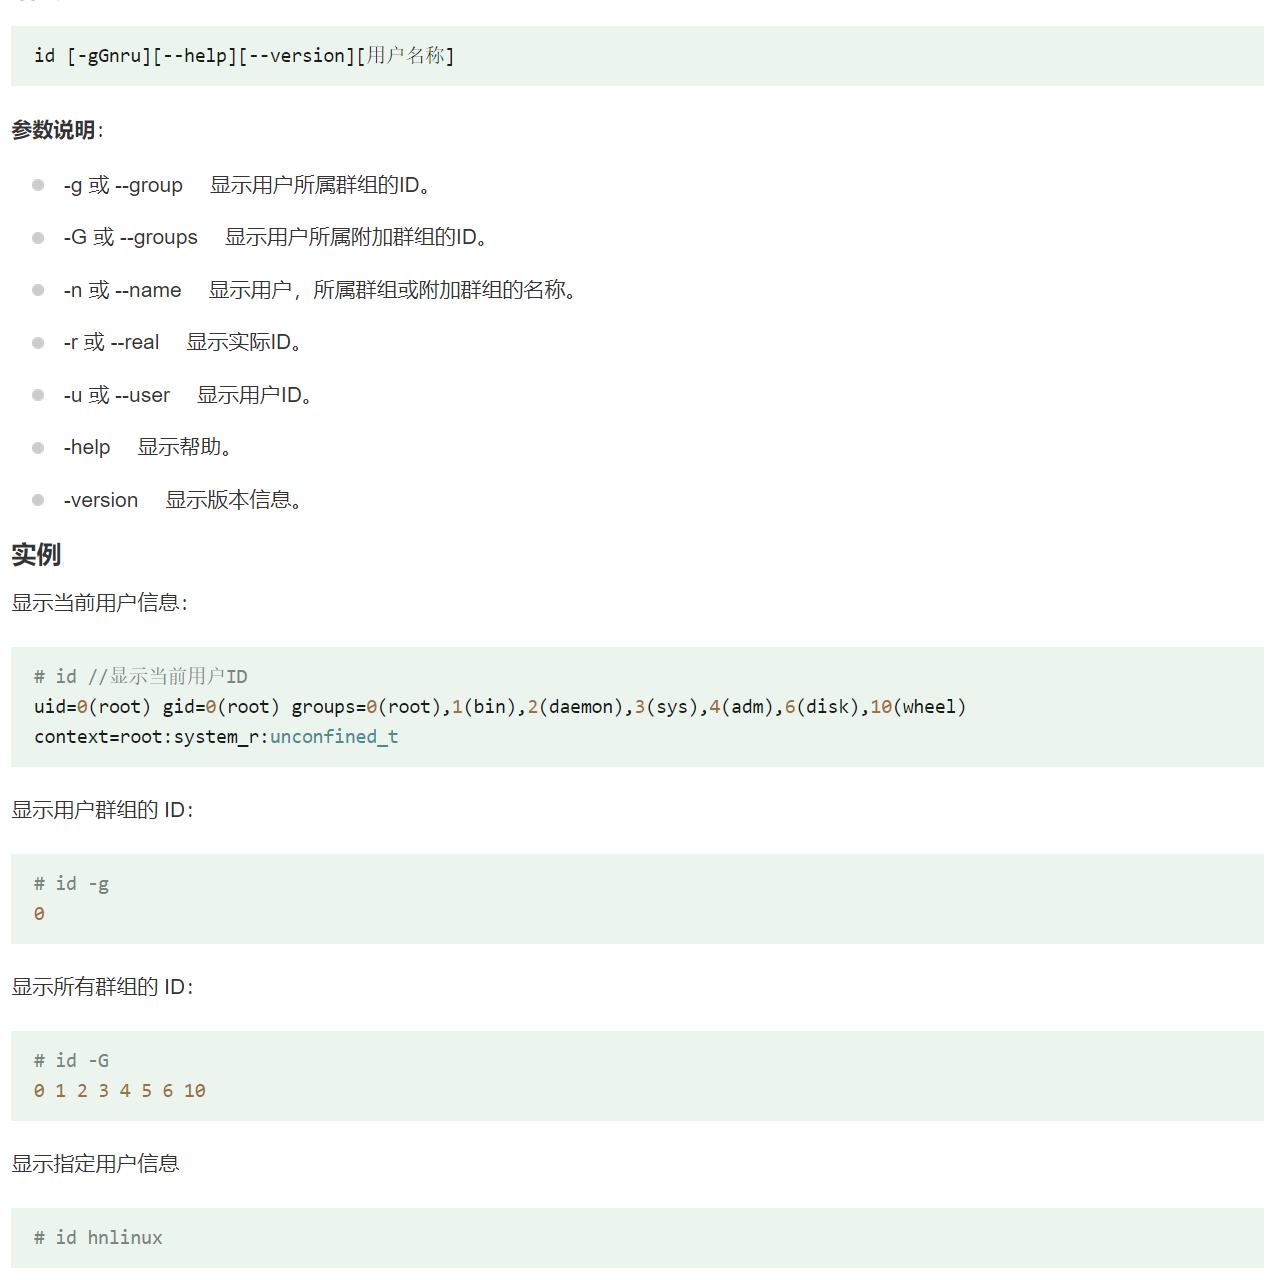 id [-gGnru][--help][--version][用户名称]
参数说明：
-g 或 --group 显示用户所属群组的ID。
-G 或 --groups 显示用户所属附加群组的ID。
-n 或 --name 显示用户，所属群组或附加群组的名称。
-r 或 --real 显示实际ID。
-u 或 --user 显示用户ID。
-help 显示帮助。
-version 显示版本信息。
实例
显示当前用户信息：
# id //显示当前用户ID
uid=0(root) gid=0(root) groups=0(root),1(bin),2(daemon),3(sys),4(adm),6(disk),10(wheel)
context=root:system_r:unconfined_t
显示用户群组的 ID：
# id -g
0
显示所有群组的 ID：
# id -G
0 1 2 3 4 5 6 10
显示指定用户信息
# id hnlinux